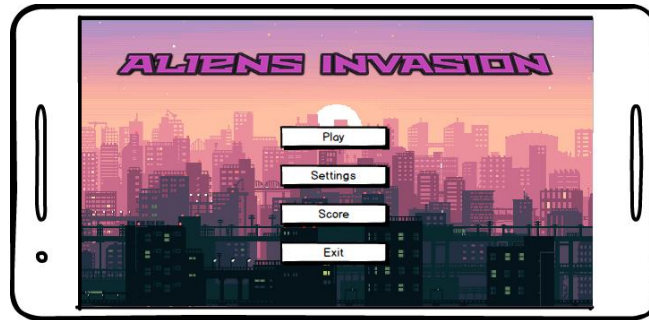 ALIENS INVASION
Play
Settings
Score
Exit